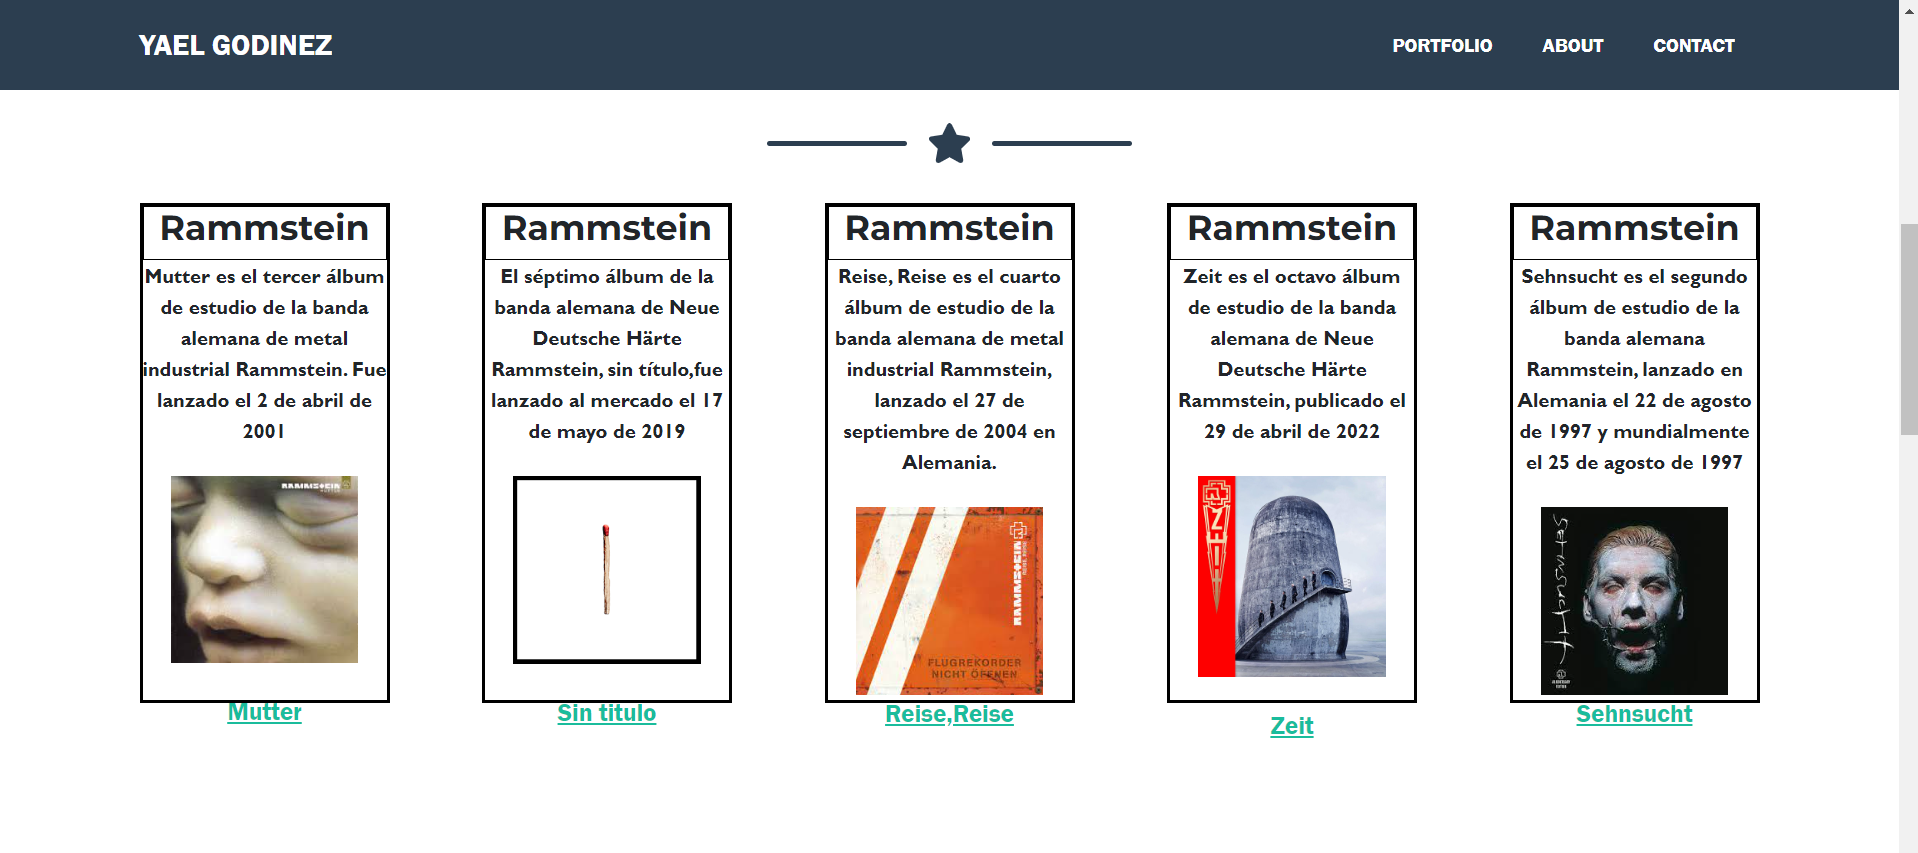 YAEL GODINEZ
PORTFOLIO
ABOUT
CONTACT
Rammstein
Mutter es el tercer álbum
de estudio de la banda
alemana de metal
industrial Rammstein. Fue
lanzado el 2 de abril de
2001
RAMMSTEIN
Mutter
Rammstein
El séptimo álbum de la
banda alemana de Neue
Deutsche Härte
Rammstein, sin título,fue
lanzado al mercado el 17
de mayo de 2019
Sin titulo
Rammstein
Reise, Reise es el cuarto
álbum de estudio de la
banda alemana de metal
industrial Rammstein,
lanzado el 27 de
septiembre de 2004 en
Alemania.
RAMMSTEIN
REISE, REISE
FLUGREKORDER
NICHT ÖFFNEN
Reise,Reise
Rammstein
Zeit es el octavo álbum
de estudio de la banda
alemana de Neue
Deutsche Härte
Rammstein, publicado el
29 de abril de 2022
ZEIT
Zeit
Rammstein
Sehnsucht es el segundo
álbum de estudio de la
banda alemana
Rammstein, lanzado en
Alemania el 22 de agosto
de 1997 y mundialmente
el 25 de agosto de 1997
SEHNSUCHT
Sehnsucht